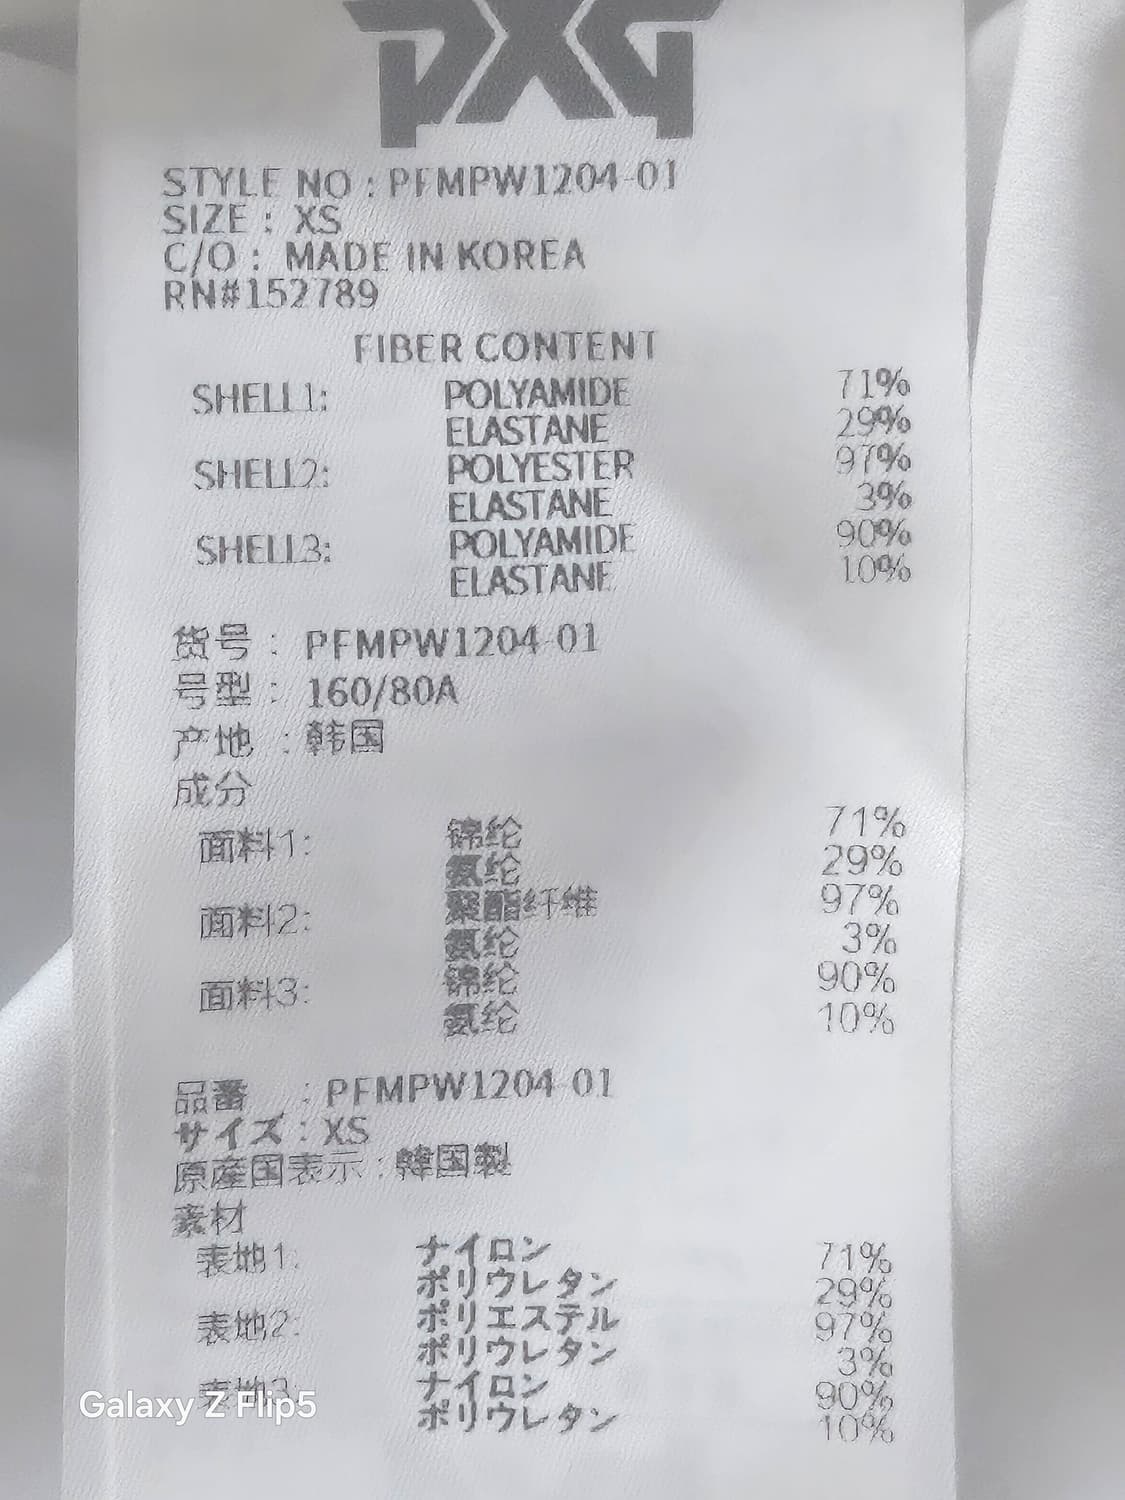 PXG
STYLE NO : PFMPW1204-01
SIZE : XS
C/O : MADE IN KOREA
RN#152789
FIBER CONTENT
SHELL1: POLYAMIDE 71%
ELASTANE 29%
SHELL2: POLYESTER 97%
ELASTANE 3%
SHELL3: POLYAMIDE 90%
ELASTANE 10%
货号 : PFMPW1204-01
号型 : 160/80A
产地 : 韩国
成分
面料1: 锦纶 71%
氨纶 29%
面料2: 聚酯纤维 97%
氨纶 3%
面料3: 锦纶 90%
氨纶 10%
品番 : PFMPW1204-01
サイズ : XS
原産国表示 : 韓国製
素材
表地1: ナイロン 71%
ポリウレタン 29%
表地2: ポリエステル 97%
ポリウレタン 3%
表地3: ナイロン 90%
ポリウレタン 10%
Galaxy Z Flip5